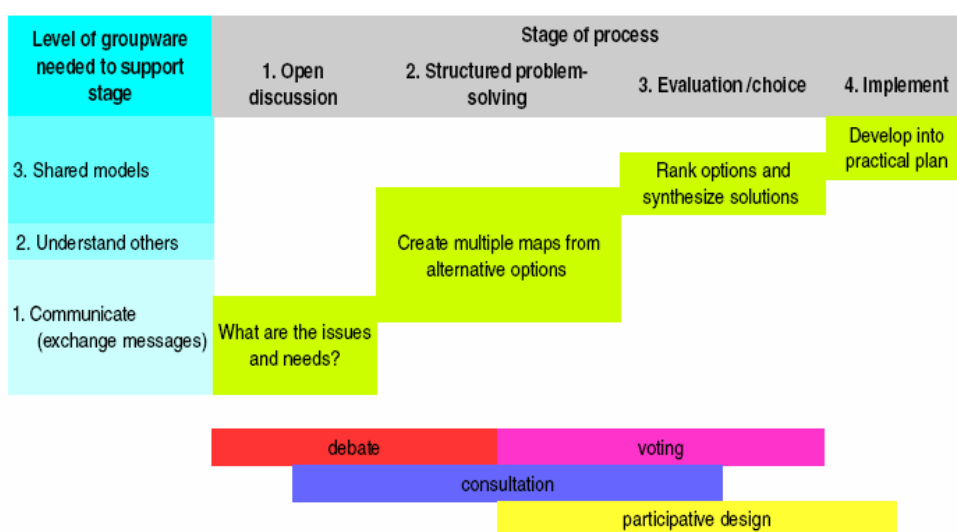 Level of groupware
needed to support
stage
Stage of process
1. Open
discussion
2. Structured problem-
solving
3. Evaluation/choice
4. Implement
3. Shared models
2. Understand others
1. Communicate
(exchange messages)
What are the issues
and needs?
Create multiple maps from
alternative options
Rank options and
synthesize solutions
Develop into
practical plan
debate
voting
consultation
participative design